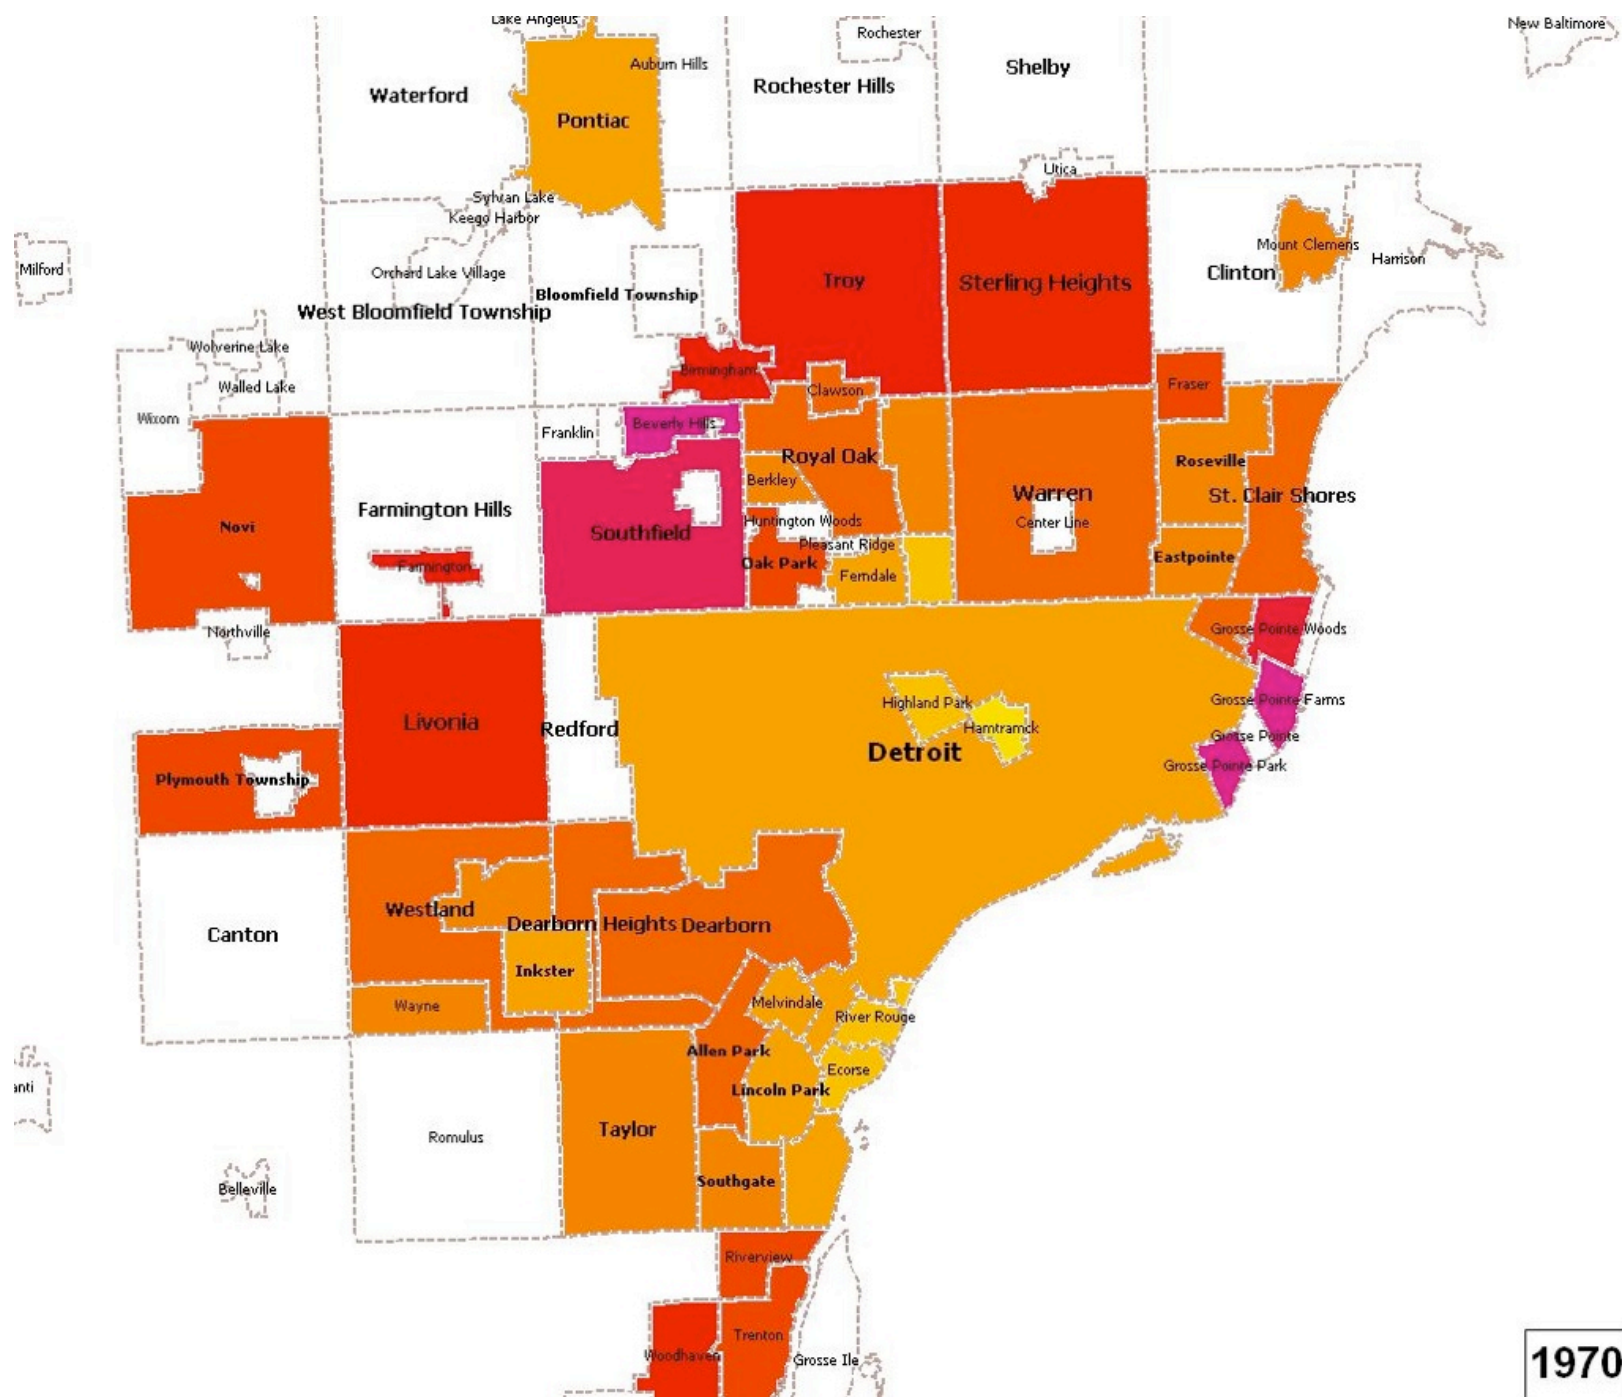 Lake Angelus
Rochester
New Baltimore
Auburn Hills
Shelby
Waterford
Rochester Hills
Pontiac
Utica
Sylvan Lake
Keego Harbor
Mount Clemens
Harrison
Milford
Orchard Lake Village
Clinton
Troy
Sterling Heights
Bloomfield Township
West Bloomfield Township
Wolverine Lake
Birmingham
Walled Lake
Fraser
Clawson
Wixom
Beverly Hills
Franklin
Royal Oak
Roseville
Berkley
Warren
St. Clair Shores
Farmington Hills
Huntington Woods
Center Line
Novi
Southfield
Pleasant Ridge
Eastpointe
Oak Park
Farmington
Ferndale
Northville
Grosse Pointe Woods
Highland Park
Grosse Pointe Farms
Livonia
Redford
Hamtramck
Grosse Pointe
Detroit
Grosse Pointe Park
Plymouth Township
Westland
Dearborn Heights
Dearborn
Canton
Inkster
Wayne
Melvindale
River Rouge
Allen Park
Ecorse
anti
Lincoln Park
Taylor
Romulus
Southgate
Belleville
Riverview
Trenton
Woodhaven
Grosse Ile
1970